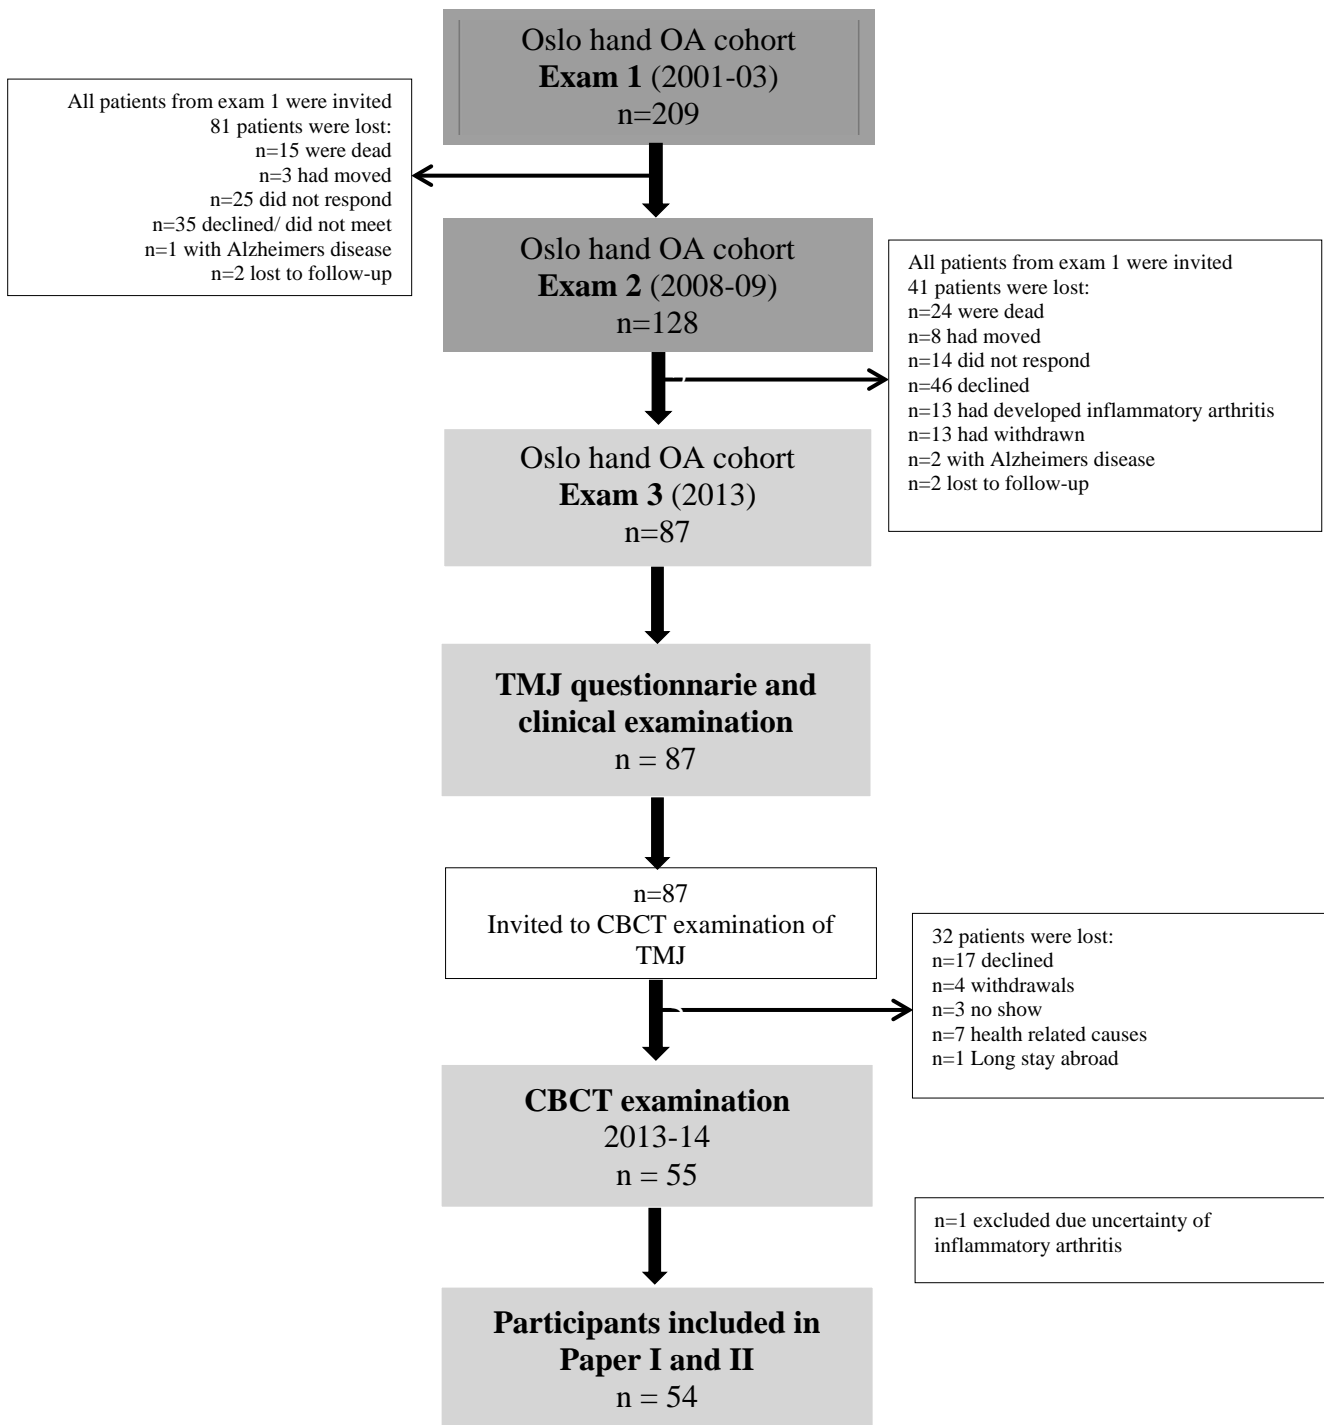 Oslo hand OA cohort
Exam 1 (2001-03)
n=209
All patients from exam 1 were invited
81 patients were lost:
n=15 were dead
n=3 had moved
n=25 did not respond
n=35 declined/ did not meet
n=1 with Alzheimers disease
n=2 lost to follow-up
Oslo hand OA cohort
Exam 2 (2008-09)
n=128
All patients from exam 1 were invited
41 patients were lost:
n=24 were dead
n=8 had moved
n=14 did not respond
n=46 declined
n=13 had developed inflammatory arthritis
n=13 had withdrawn
n=2 with Alzheimers disease
n=2 lost to follow-up
Oslo hand OA cohort
Exam 3 (2013)
n=87
TMJ questionnarie and
clinical examination
n = 87
n=87
Invited to CBCT examination of
TMJ
32 patients were lost:
n=17 declined
n=4 withdrawals
n=3 no show
n=7 health related causes
n=1 Long stay abroad
CBCT examination
2013-14
n = 55
n=1 excluded due uncertainty of
inflammatory arthritis
Participants included in
Paper I and II
n = 54